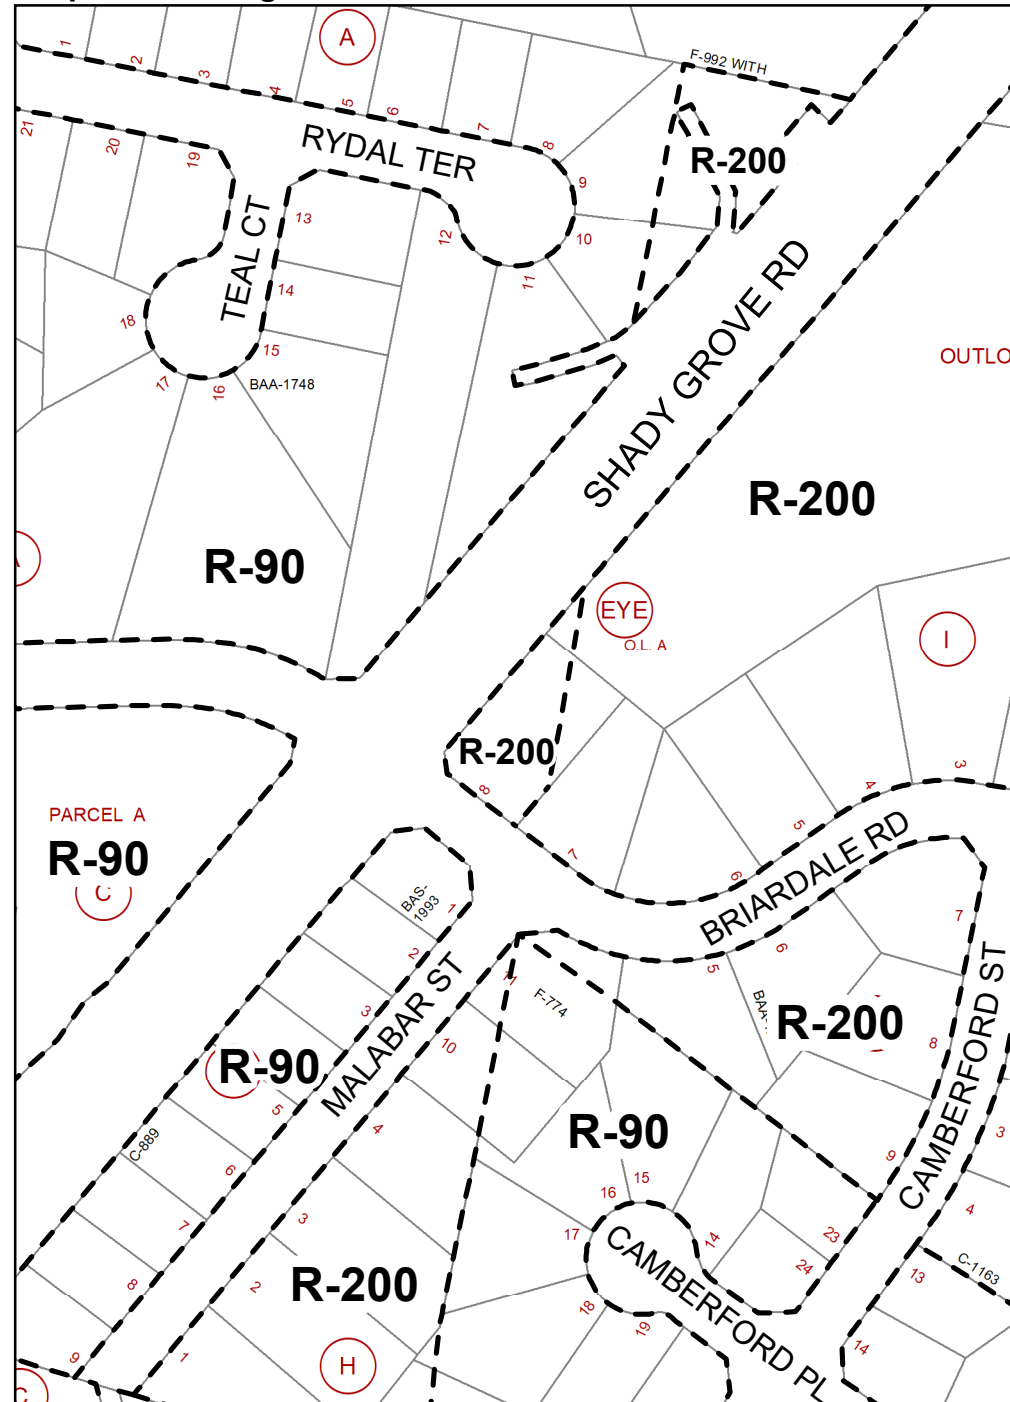 A
F-992 WITH
1
2
3
4
5
6
7
8
9
10
11
12
13
14
15
16
17
18
19
20
21
RYDAL TER
TEAL CT
R-200
BAA-1748
SHADY GROVE RD
OUTLO
R-200
R-90
EYE
O.L. A
I
R-200
8
7
6
5
4
3
PARCEL A
R-90
C
BRIARDALE RD
BAS-
1993
1
2
3
5
6
7
8
9
R-90
C-889
MALABAR ST
11
10
4
3
2
1
F-774
5
6
7
8
9
R-200
CAMBERFORD ST
3
4
R-90
15
16
17
18
19
14
23
24
CAMBERFORD PL
13
14
C-1163
R-200
H
C